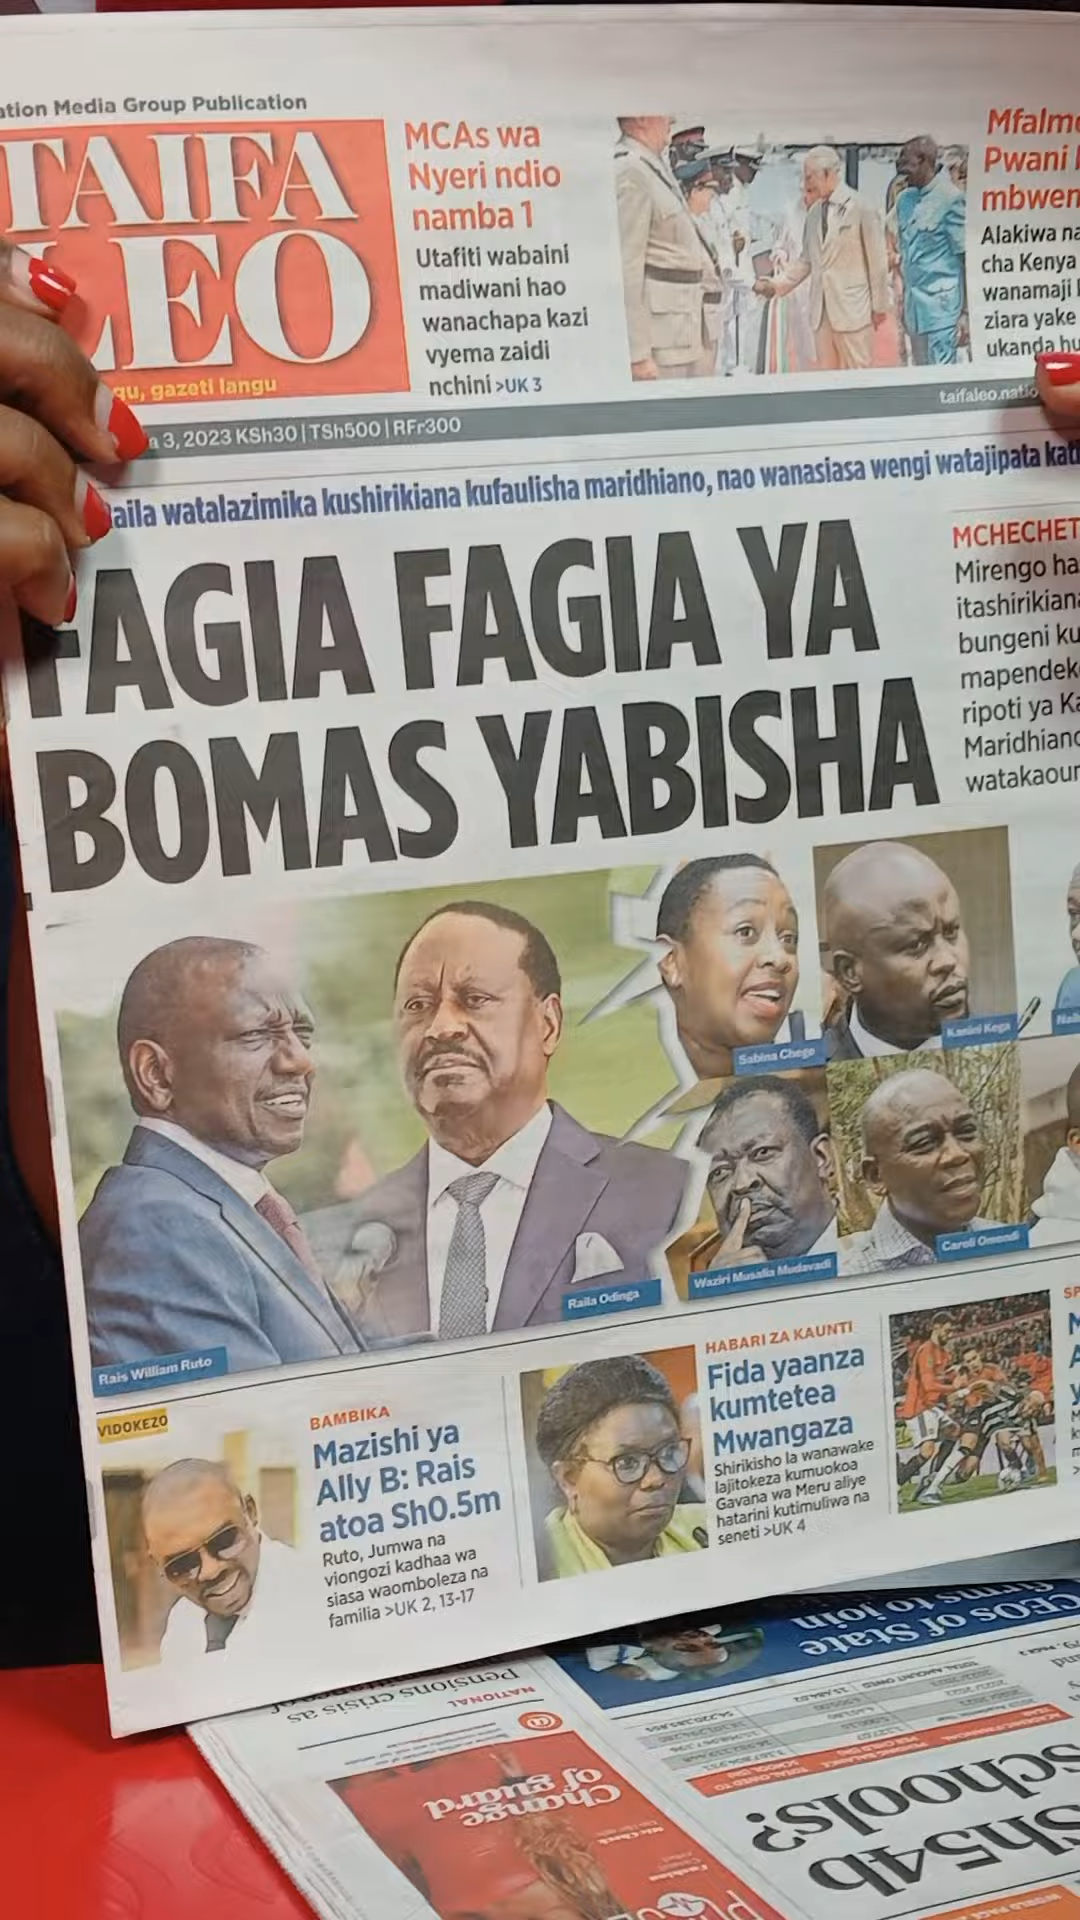 ation Media Group Publication
TAIFA
LEO
gu, gazeti langu
MCAs wa
Nyeri ndio
namba 1
Utafiti wabaini
madiwani hao
wanachapa kazi
vyema zaidi
nchini >UK 3
Mfalm
Pwani
mbwen
Alakiwa na
cha Kenya
wanamaji
ziara yake
ukanda hu
a 3, 2023 KSh30 | TSh500 | RFr300
taifaleo.natio
aila watalazimika kushirikiana kufaulisha maridhiano, nao wanasiasa wengi watajipata kati
FAGIA FAGIA YA
BOMAS YABISHA
MCHECHET
Mirengo ha
itashirikiana
bungeni ku
mapendek
ripoti ya Ka
Maridhiano
watakaoun
Rais William Ruto
Raila Odinga
Sabina Chege
Kanini Kega
Waziri Musalia Mudavadi
Caroli Omondi
VIDOKEZO
BAMBIKA
Mazishi ya
Ally B: Rais
atoa Sh0.5m
Ruto, Jumwa na
viongozi kadhaa wa
siasa waomboleza na
familia >UK 2, 13-17
HABARI ZA KAUNTI
Fida yaanza
kumtetea
Mwangaza
Shirikisho la wanawake
lajitokeza kumuokoa
Gavana wa Meru aliye
hatarini kutimuliwa na
seneti >UK 4
SP
CEOs of State
firms to join
NATIONAL
Pensions crisis as
Change
of guard
Sh54b
schools?